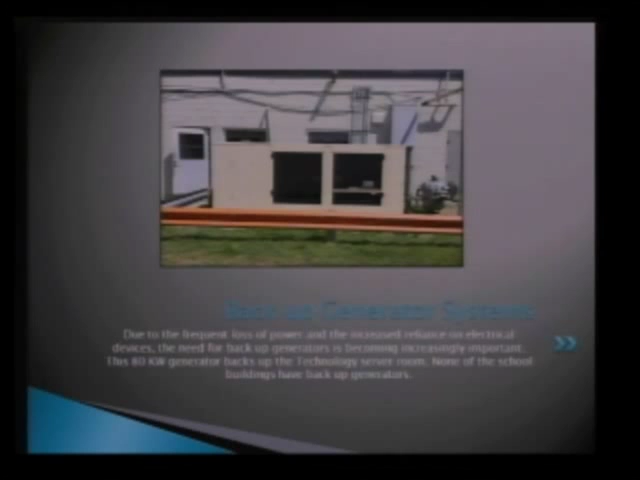 Back up Generator Systems
Due to the frequent loss of power and the increased reliance on electrical
devices, the need for back up generators is becoming increasingly important.
This 80 KW generator backs up the Technology server room. None of the school
buildings have back up generators.